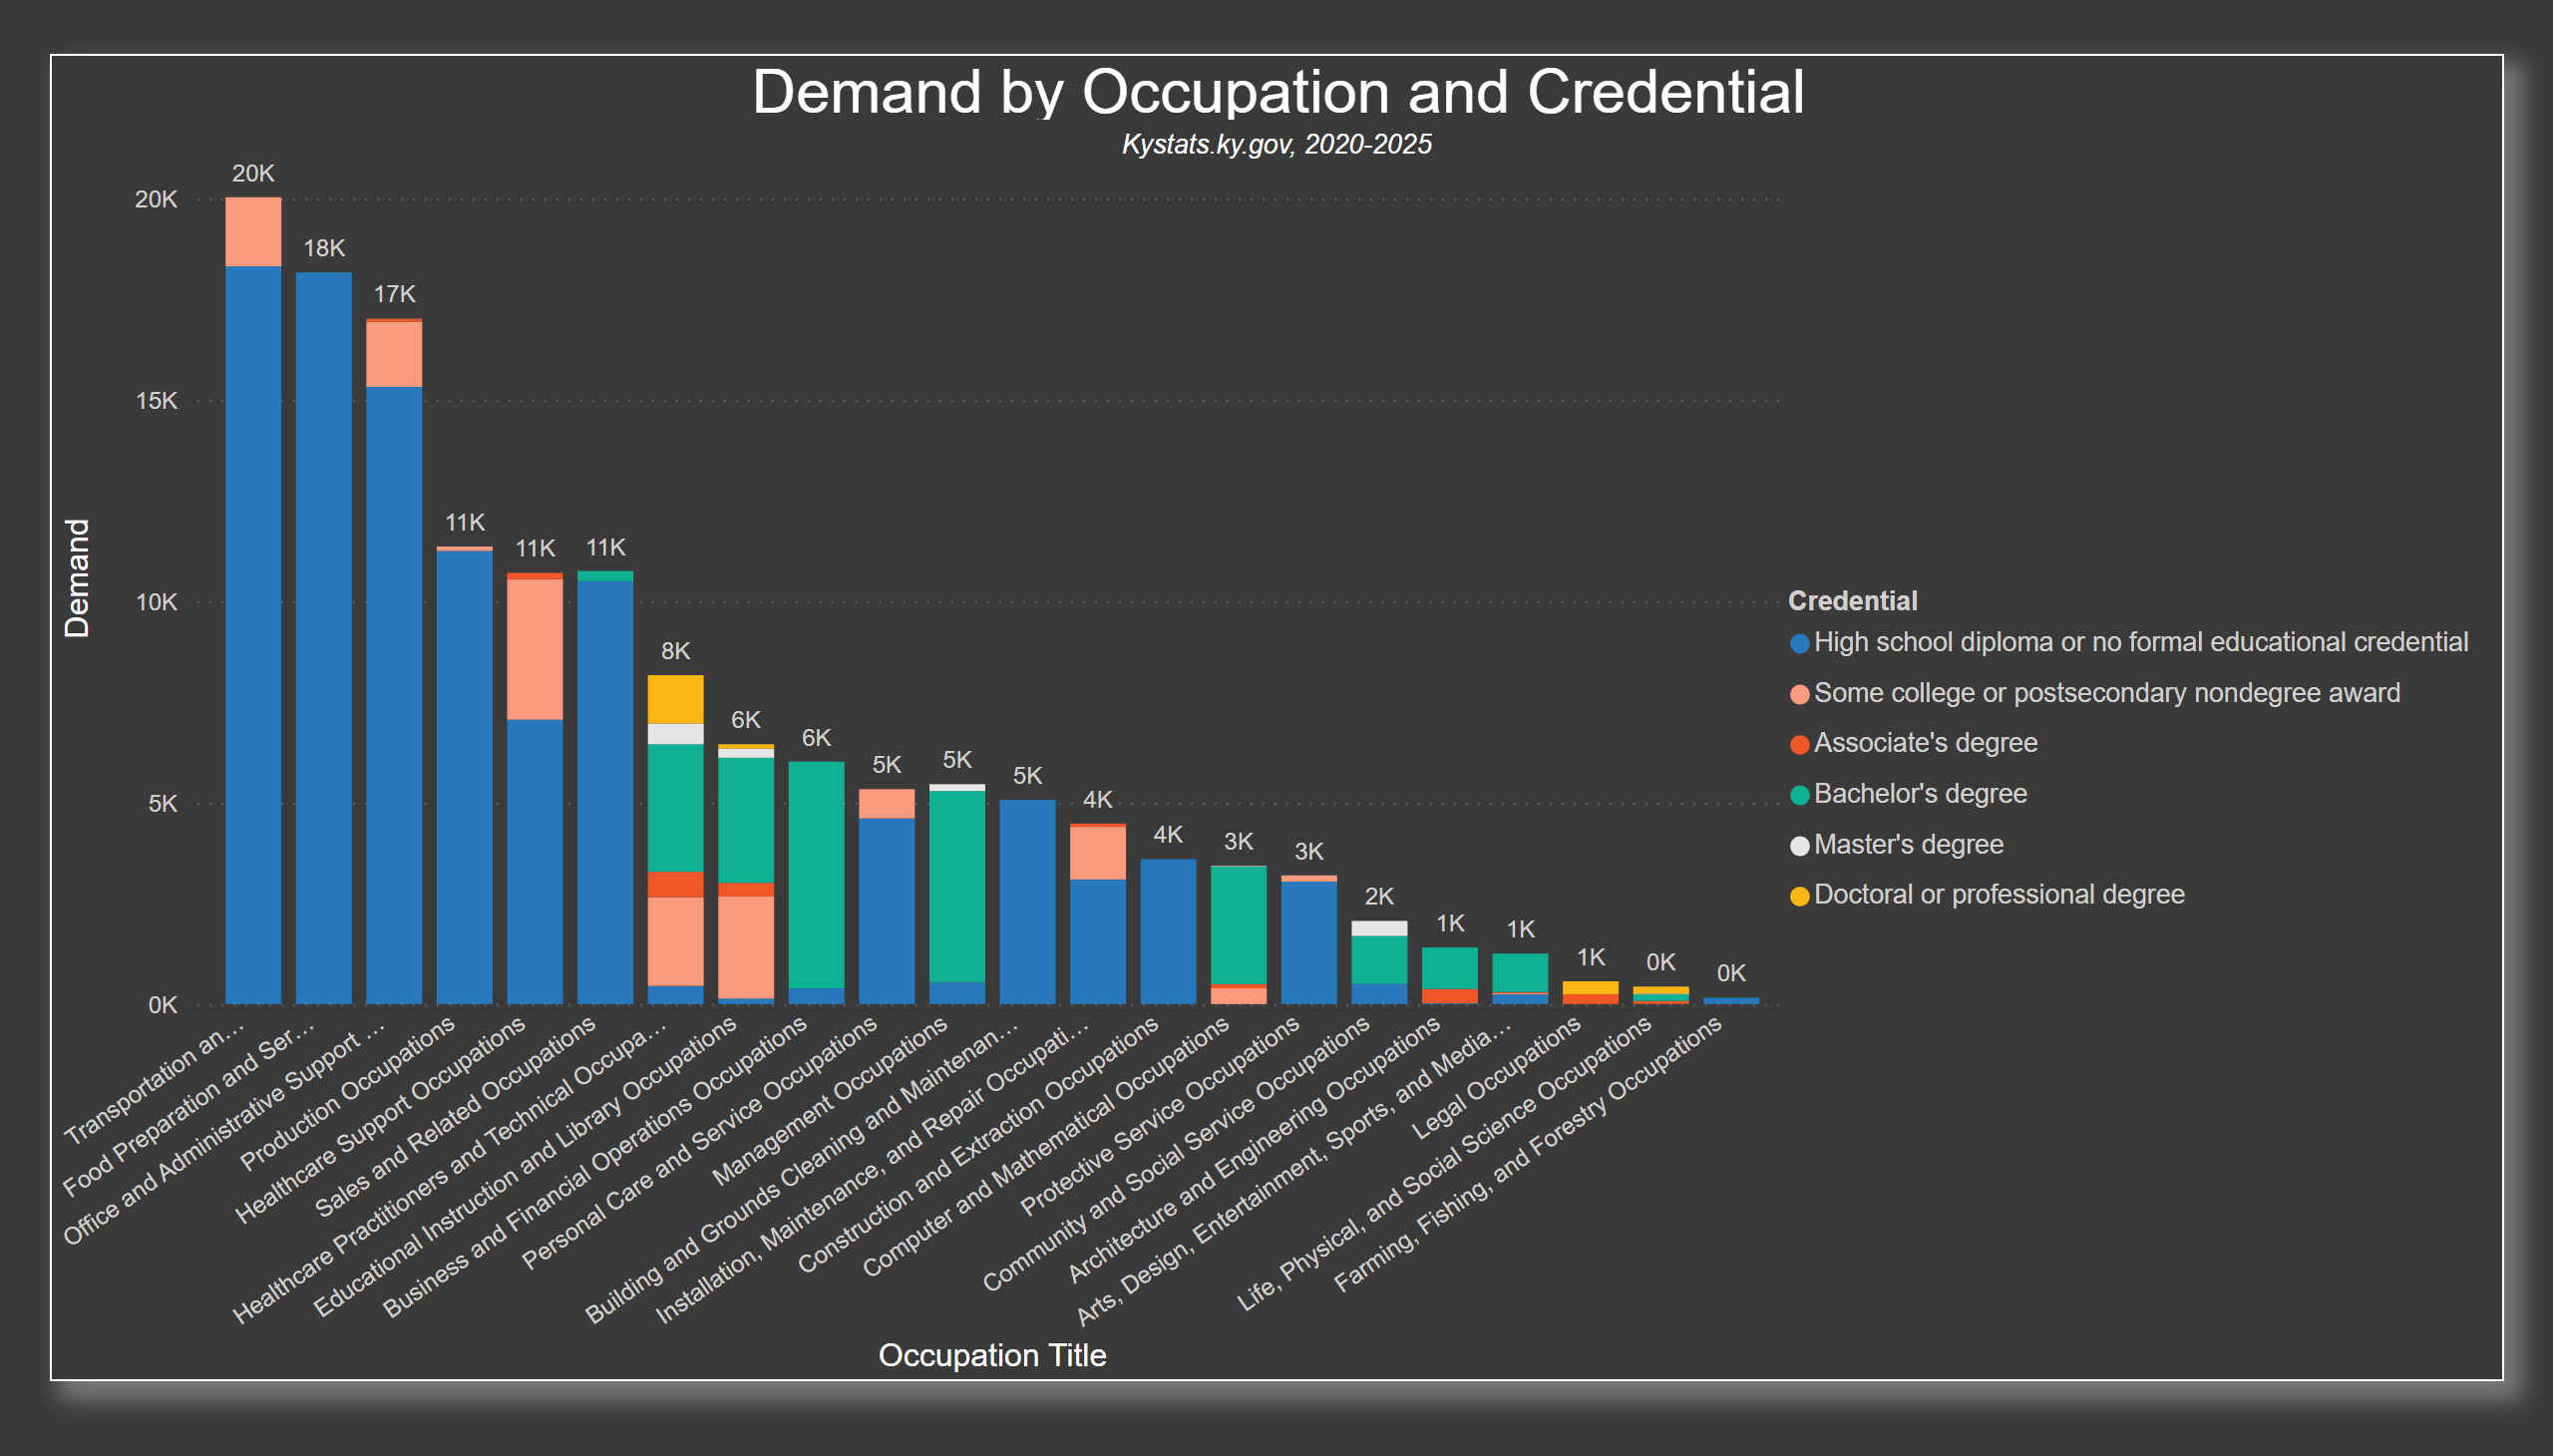 Demand by Occupation and Credential
Kystats.ky.gov, 2020-2025
Demand
20K
15K
10K
5K
0K
20K
18K
17K
11K
11K
11K
8K
6K
6K
5K
5K
5K
4K
4K
3K
3K
2K
1K
1K
1K
0K
0K
Transportation an...
Food Preparation and Ser...
Office and Administrative Support ...
Production Occupations
Healthcare Support Occupations
Sales and Related Occupations
Healthcare Practitioners and Technical Occupa...
Educational Instruction and Library Occupations
Business and Financial Operations Occupations
Personal Care and Service Occupations
Management Occupations
Building and Grounds Cleaning and Maintenan...
Installation, Maintenance, and Repair Occupati...
Construction and Extraction Occupations
Computer and Mathematical Occupations
Protective Service Occupations
Community and Social Service Occupations
Architecture and Engineering Occupations
Arts, Design, Entertainment, Sports, and Media...
Legal Occupations
Life, Physical, and Social Science Occupations
Farming, Fishing, and Forestry Occupations
Occupation Title
Credential
High school diploma or no formal educational credential
Some college or postsecondary nondegree award
Associate's degree
Bachelor's degree
Master's degree
Doctoral or professional degree